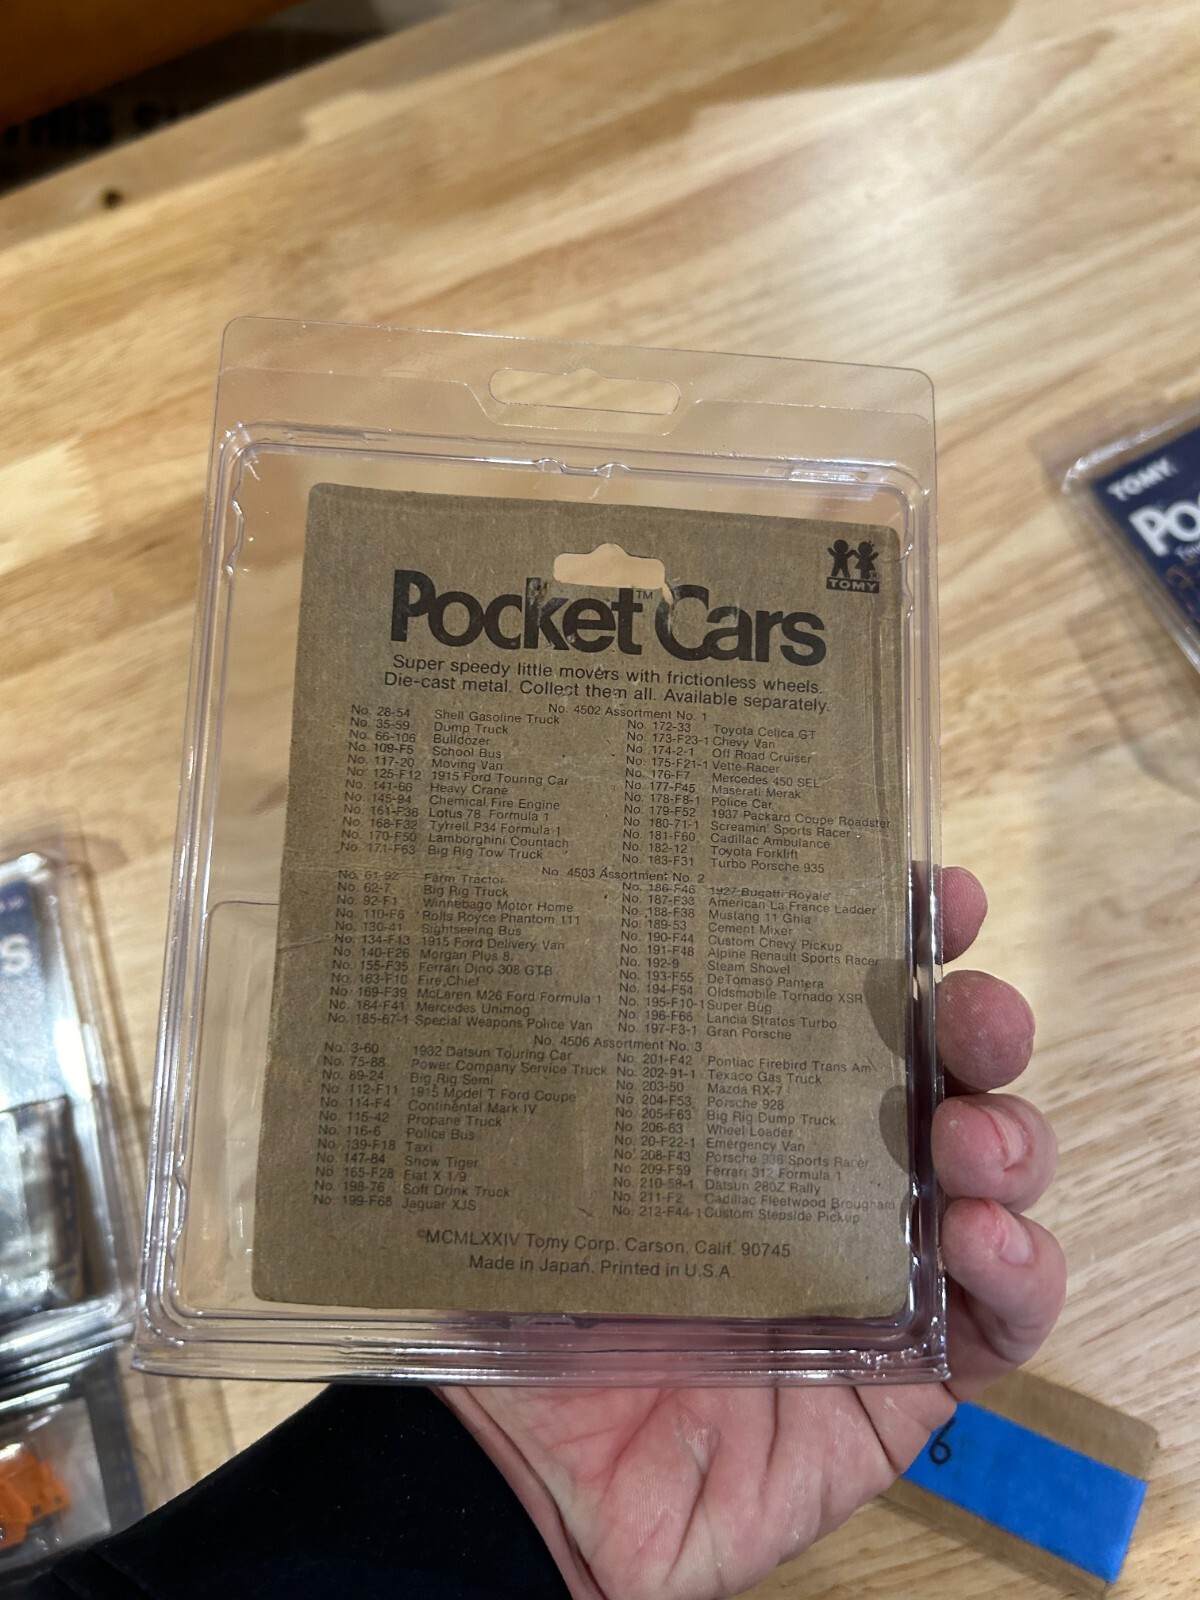 TOMY
Pocket™ Cars
Super speedy little movers with frictionless wheels.
Die-cast metal. Collect them all. Available separately.
No. 4502 Assortment No. 1
No. 28-54 Shell Gasoline Truck
No. 35-59 Dump Truck
No. 66-106 Bulldozer
No. 109-F5 School Bus
No. 117-20 Moving Van
No. 125-F12 1915 Ford Touring Car
No. 141-66 Heavy Crane
No. 145-94 Chemical Fire Engine
No. 161-F36 Lotus 78 Formula 1
No. 168-F32 Tyrrell P34 Formula 1
No. 170-F50 Lamborghini Countach
No. 171-F63 Big Rig Tow Truck
No. 172-33 Toyota Celica GT
No. 173-F23-1 Chevy Van
No. 174-2-1 Off Road Cruiser
No. 175-F21-1 Vette Racer
No. 176-F7 Mercedes 450 SEL
No. 177-F45 Maserati Merak
No. 178-F8-1 Police Car
No. 179-F52 1937 Packard Coupe Roadster
No. 180-71-1 Screamin' Sports Racer
No. 181-F60 Cadillac Ambulance
No. 182-12 Toyota Forklift
No. 183-F31 Turbo Porsche 935
No. 4503 Assortment No. 2
No. 61-92 Farm Tractor
No. 62-7 Big Rig Truck
No. 92-F1 Winnebago Motor Home
No. 110-F6 Rolls Royce Phantom 111
No. 130-41 Sightseeing Bus
No. 134-F13 1915 Ford Delivery Van
No. 140-F26 Morgan Plus 8
No. 155-F35 Ferrari Dino 308 GTB
No. 163-F10 Fire Chief
No. 169-F39 McLaren M26 Ford Formula 1
No. 184-F41 Mercedes Unimog
No. 185-67-1 Special Weapons Police Van
No. 186-F46 1927 Bugatti Royale
No. 187-F33 American La France Ladder
No. 188-F38 Mustang 11 Ghia
No. 189-53 Cement Mixer
No. 190-F44 Custom Chevy Pickup
No. 191-F48 Alpine Renault Sports Racer
No. 192-9 Steam Shovel
No. 193-F55 DeTomaso Pantera
No. 194-F54 Oldsmobile Tornado XSR
No. 195-F10-1 Super Bug
No. 196-F66 Lancia Stratos Turbo
No. 197-F3-1 Gran Porsche
No. 4506 Assortment No. 3
No. 3-60 1932 Datsun Touring Car
No. 75-88 Power Company Service Truck
No. 89-24 Big Rig Semi
No. 112-F11 1915 Model T Ford Coupe
No. 114-F4 Continental Mark IV
No. 115-42 Propane Truck
No. 116-6 Police Bus
No. 139-F18 Taxi
No. 147-84 Snow Tiger
No. 165-F28 Fiat X 1/9
No. 198-76 Soft Drink Truck
No. 199-F68 Jaguar XJS
No. 201-F42 Pontiac Firebird Trans Am
No. 202-91-1 Texaco Gas Truck
No. 203-50 Mazda RX-7
No. 204-F53 Porsche 928
No. 205-F63 Big Rig Dump Truck
No. 206-63 Wheel Loader
No. 20-F22-1 Emergency Van
No. 208-F43 Porsche 936 Sports Racer
No. 209-F59 Ferrari 312 Formula 1
No. 210-58-1 Datsun 280Z Rally
No. 211-F2 Cadillac Fleetwood Brougham
No. 212-F44-1 Custom Stepside Pickup
©MCMLXXIV Tomy Corp. Carson, Calif. 90745
Made in Japan. Printed in U.S.A
TOMY
Po
S
6